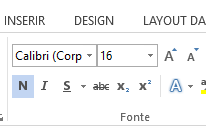 INSERIR DESIGN LAYOUT DA
Calibri (Corp 16 A A
N I S abc x₂ x² A
Fonte